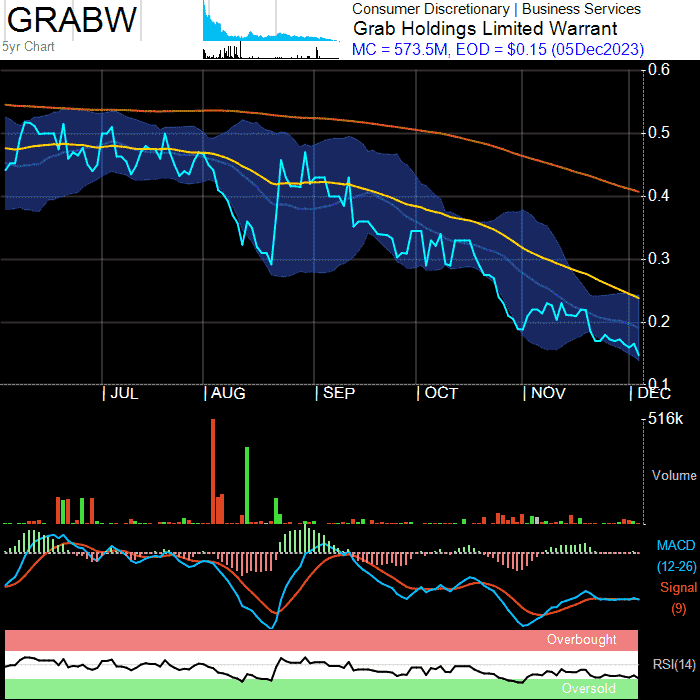 GRABW
5yr Chart
Consumer Discretionary | Business Services
Grab Holdings Limited Warrant
MC = 573.5M, EOD = $0.15 (05Dec2023)
0.6
0.5
0.4
0.3
0.2
0.1
| JUL | AUG | SEP | OCT | NOV | DEC
516k
Volume
MACD
(12-26)
Signal
(9)
Overbought
RSI(14)
Oversold